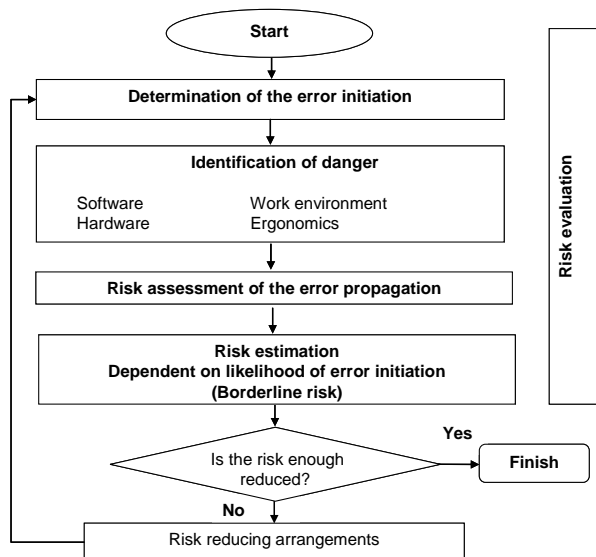 Start
Determination of the error initiation
Identification of danger
Software Work environment
Hardware Ergonomics
Risk assessment of the error propagation
Risk estimation
Dependent on likelihood of error initiation
(Borderline risk)
Is the risk enough
reduced?
Yes
Finish
No
Risk reducing arrangements
Risk evaluation